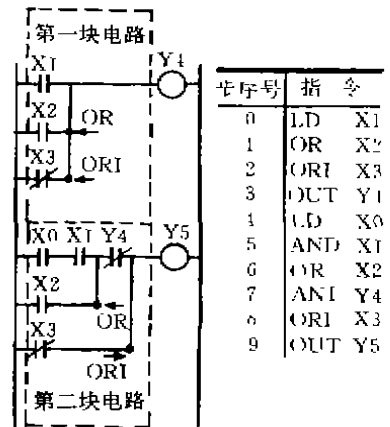 第一块电路
X1 Y4
X2
OR
X3
ORI
X0 X1 Y4 Y5
X2
OR
X3
ORI
第二块电路
步序号 指 令
0 LD X1
1 OR X2
2 ORI X3
3 OUT Y4
4 LD X0
5 AND X1
6 OR X2
7 ANI Y4
8 ORI X3
9 OUT Y5